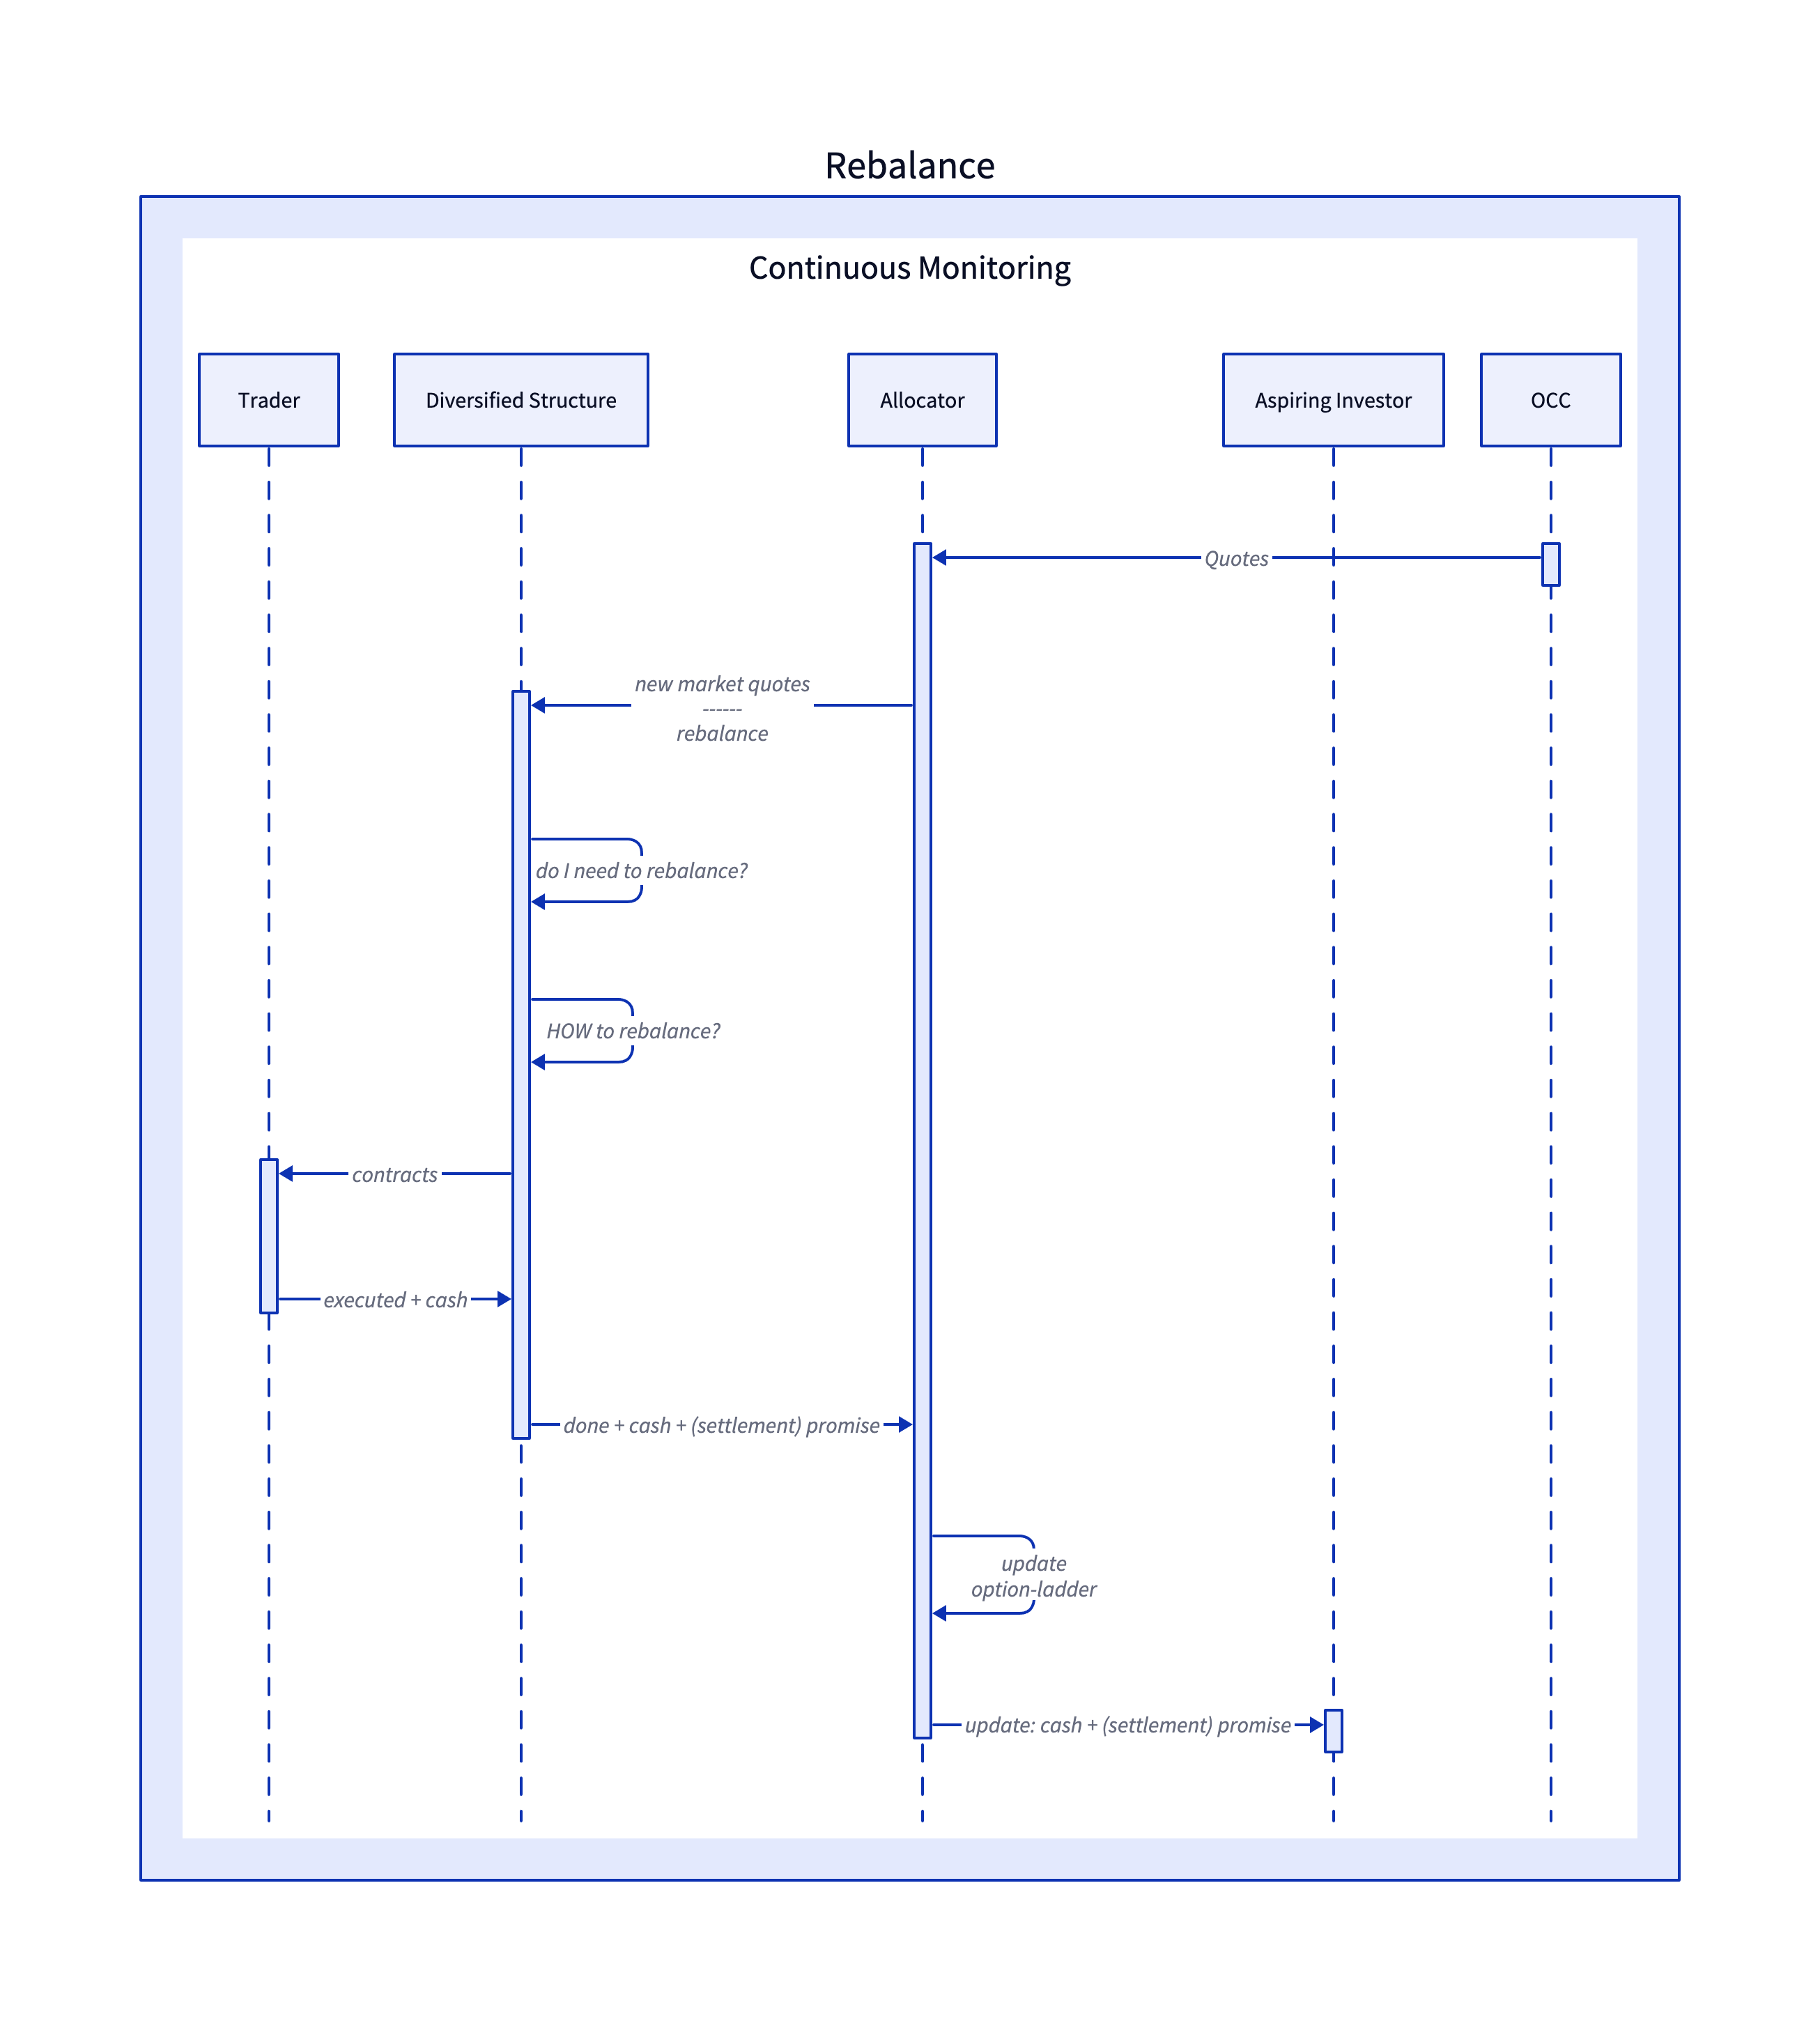 Rebalance
Continuous Monitoring
Trader
Diversified Structure
Allocator
Aspiring Investor
OCC
Quotes
new market quotes
------
rebalance
do I need to rebalance?
HOW to rebalance?
contracts
executed + cash
done + cash + (settlement) promise
update
option-ladder
update: cash + (settlement) promise